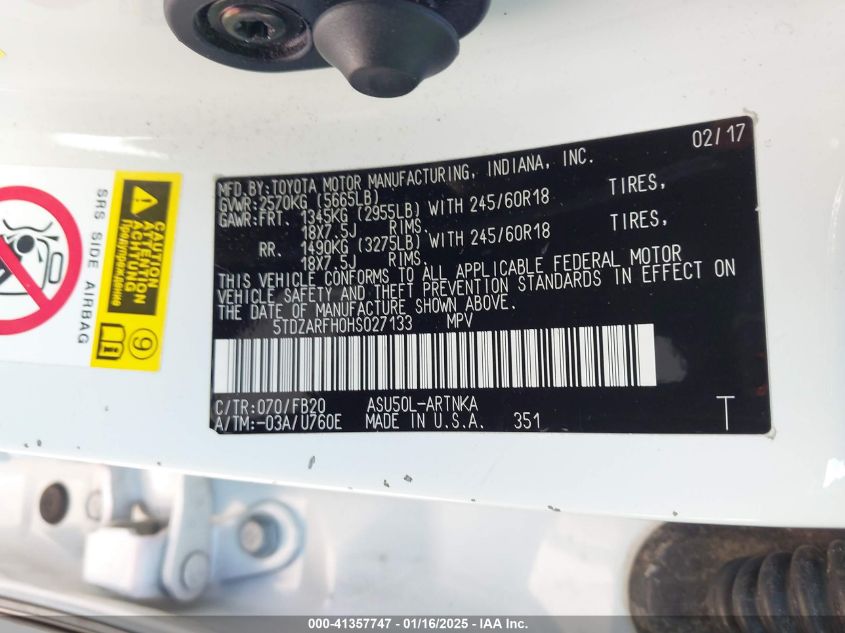 02/17
MFD.BY:TOYOTA MOTOR MANUFACTURING, INDIANA, INC.
GVWR:2570KG (5665LB)
GAWR:FRT. 1345KG (2955LB) WITH 245/60R18 TIRES,
18X7.5J RIMS,
RR. 1490KG (3275LB) WITH 245/60R18 TIRES,
18X7.5J RIMS.
THIS VEHICLE CONFORMS TO ALL APPLICABLE FEDERAL MOTOR
VEHICLE SAFETY AND THEFT PREVENTION STANDARDS IN EFFECT ON
THE DATE OF MANUFACTURE SHOWN ABOVE.
5TDZARFH0HS027133 MPV
C/TR:070/FB20 ASU50L-ARTNKA
A/TM:-03A/U760E MADE IN U.S.A. 351 T
SRS SIDE AIRBAG
CAUTION
ATTENTION
ACHTUNG
Предупреждение
9
000-41357747 - 01/16/2025 - IAA Inc.